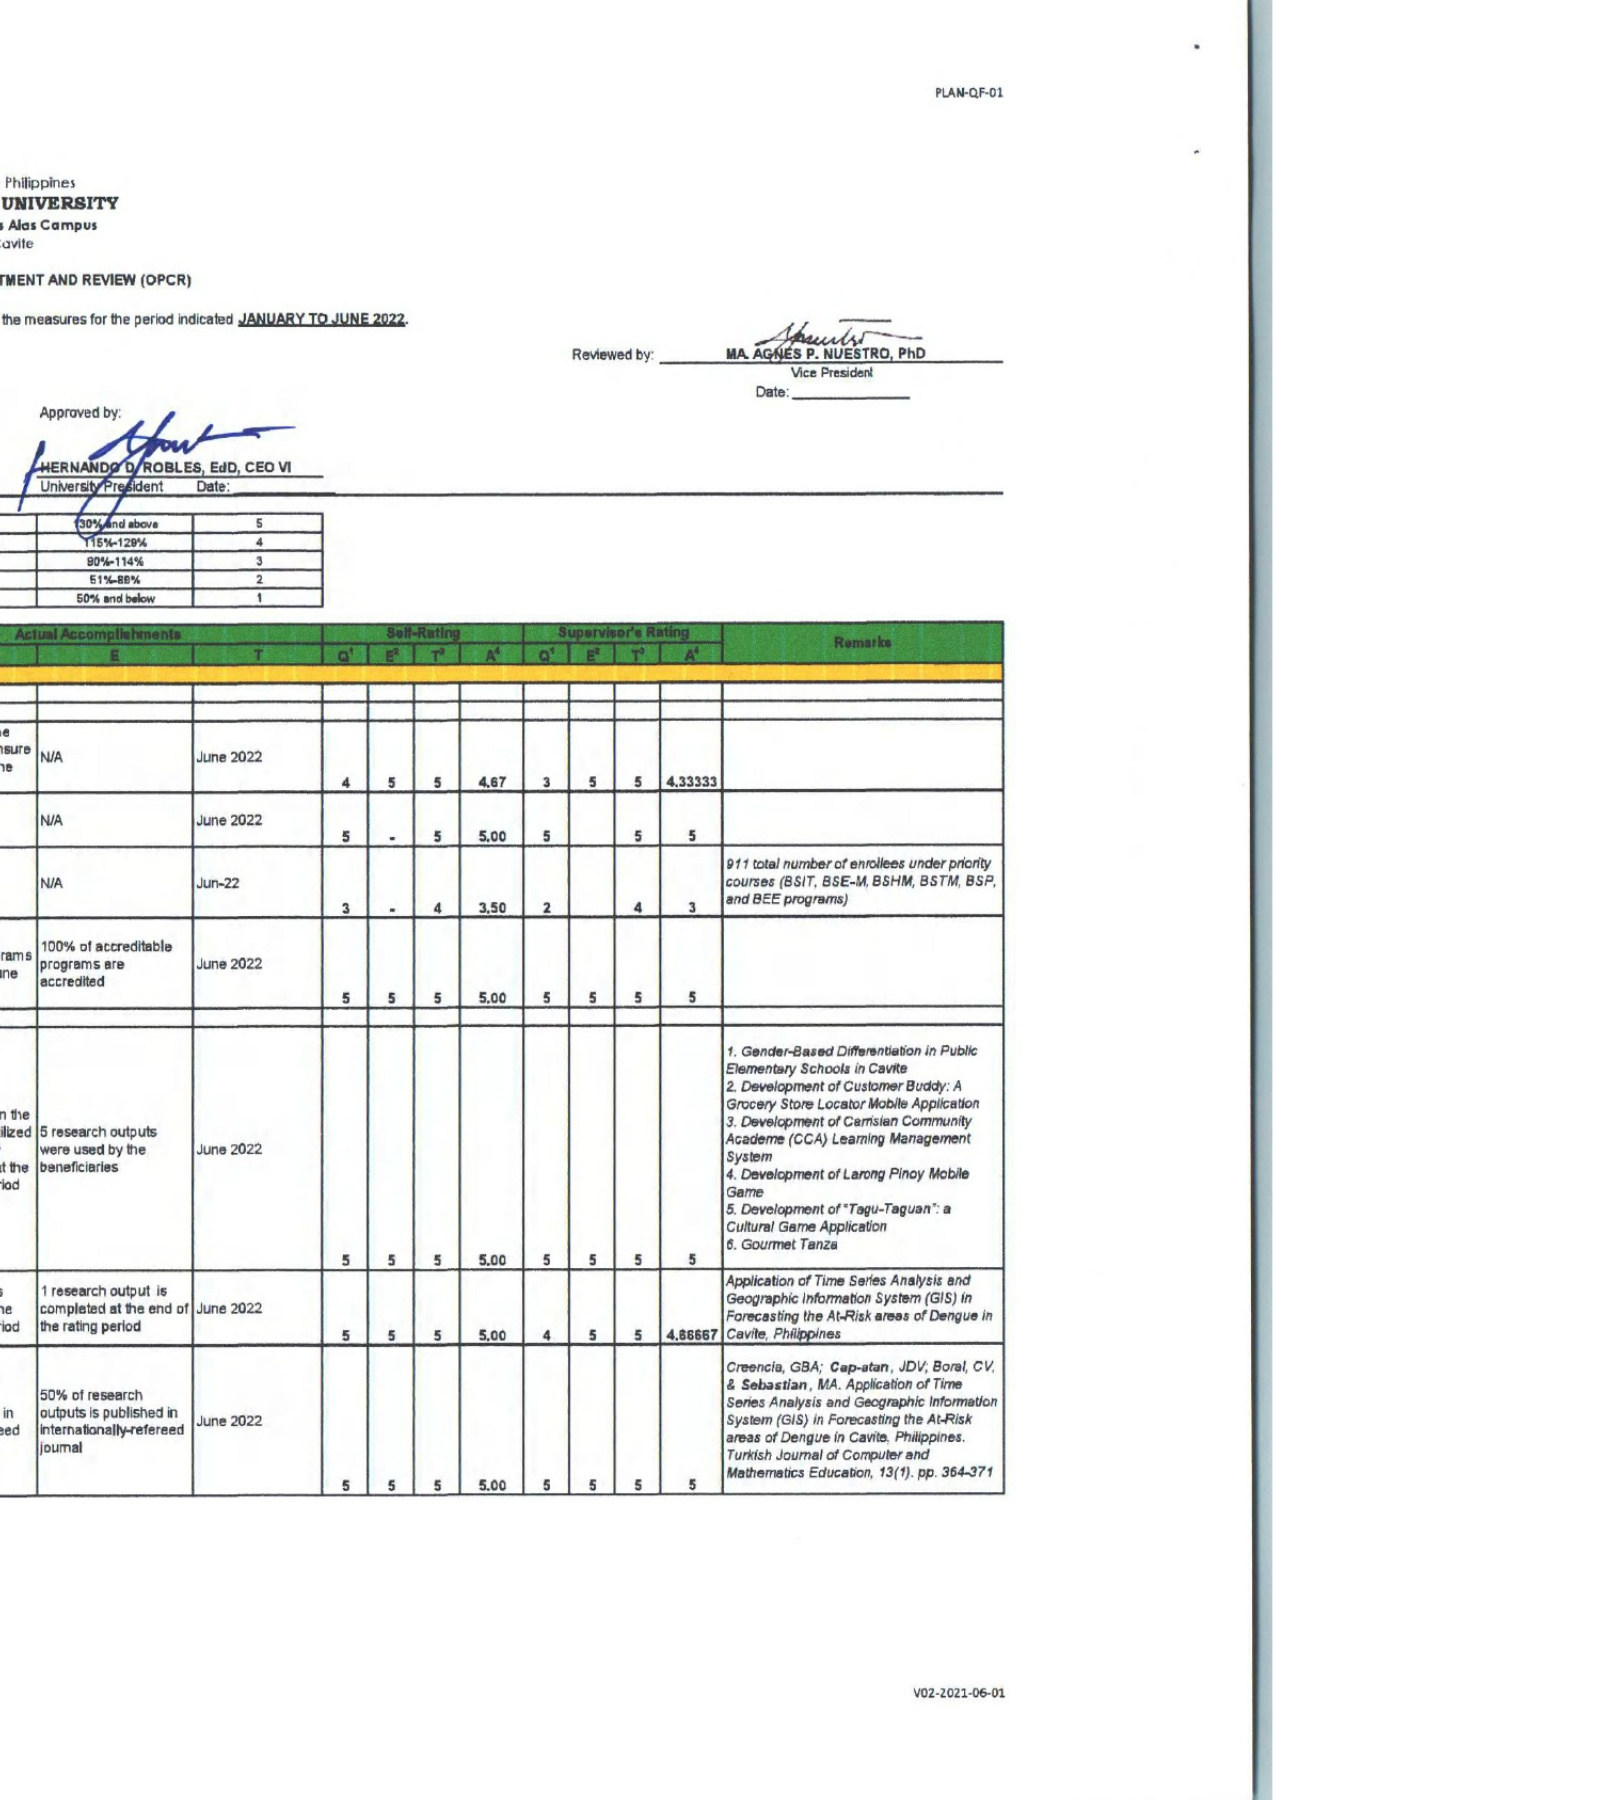 PLAN-QF-01
Philippines
UNIVERSITY
s Alas Campus
Cavite
TMENT AND REVIEW (OPCR)
the measures for the period indicated JANUARY TO JUNE 2022.
Reviewed by: MA. AGNES P. NUESTRO, PhD
Vice President
Date:
Approved by:
HERNANDO D. ROBLES, EdD, CEO VI
University President Date:
130% and above 5
115%-129% 4
90%-114% 3
51%-89% 2
50% and below 1
Actual Accomplishments Self-Rating Supervisor's Rating Remarks
E T Q¹ E² T³ A⁴ Q¹ E² T³ A⁴
e
nsure
ne
N/A June 2022 4 5 5 4.67 3 5 5 4.33333
N/A June 2022 5 - 5 5.00 5 5 5
N/A Jun-22 3 - 4 3.50 2 4 3
911 total number of enrollees under priority
courses (BSIT, BSE-M, BSHM, BSTM, BSP,
and BEE programs)
rams
une
100% of accreditable
programs are
accredited
June 2022 5 5 5 5.00 5 5 5 5
n the
ilized
at the
riod
5 research outputs
were used by the
beneficiaries
June 2022 5 5 5 5.00 5 5 5 5
1. Gender-Based Differentiation in Public
Elementary Schools in Cavite
2. Development of Customer Buddy: A
Grocery Store Locator Mobile Application
3. Development of Carrisian Community
Academe (CCA) Learning Management
System
4. Development of Larong Pinoy Mobile
Game
5. Development of "Tagu-Taguan": a
Cultural Game Application
6. Gourmet Tanza
s
he
riod
1 research output is
completed at the end of
the rating period
June 2022 5 5 5 5.00 4 5 5 4.66667
Application of Time Series Analysis and
Geographic Information System (GIS) in
Forecasting the At-Risk areas of Dengue in
Cavite, Philippines
in
eed
50% of research
outputs is published in
internationally-refereed
journal
June 2022 5 5 5 5.00 5 5 5 5
Creencia, GBA; Cap-atan, JDV; Boral, CV,
& Sebastian, MA. Application of Time
Series Analysis and Geographic Information
System (GIS) in Forecasting the At-Risk
areas of Dengue in Cavite, Philippines.
Turkish Journal of Computer and
Mathematics Education, 13(1). pp. 364-371
V02-2021-06-01